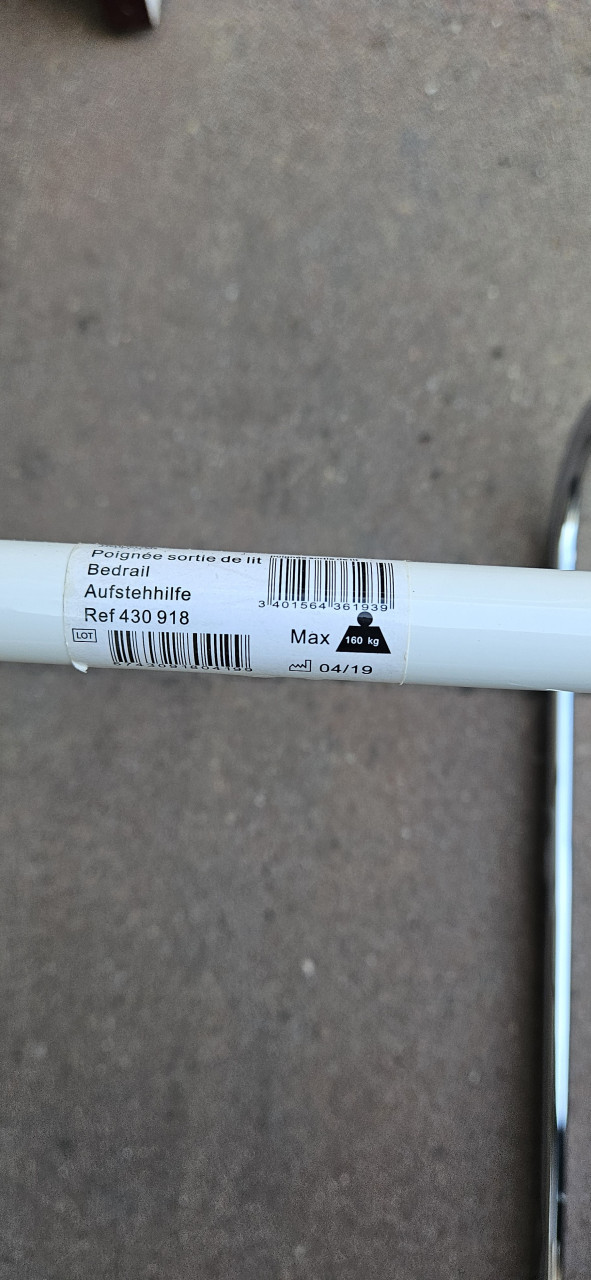 Poignée sortie de lit
Bedrail
Aufstehhilfe
Ref 430 918
LOT
3 401564 361939
Max 160 kg
04/19